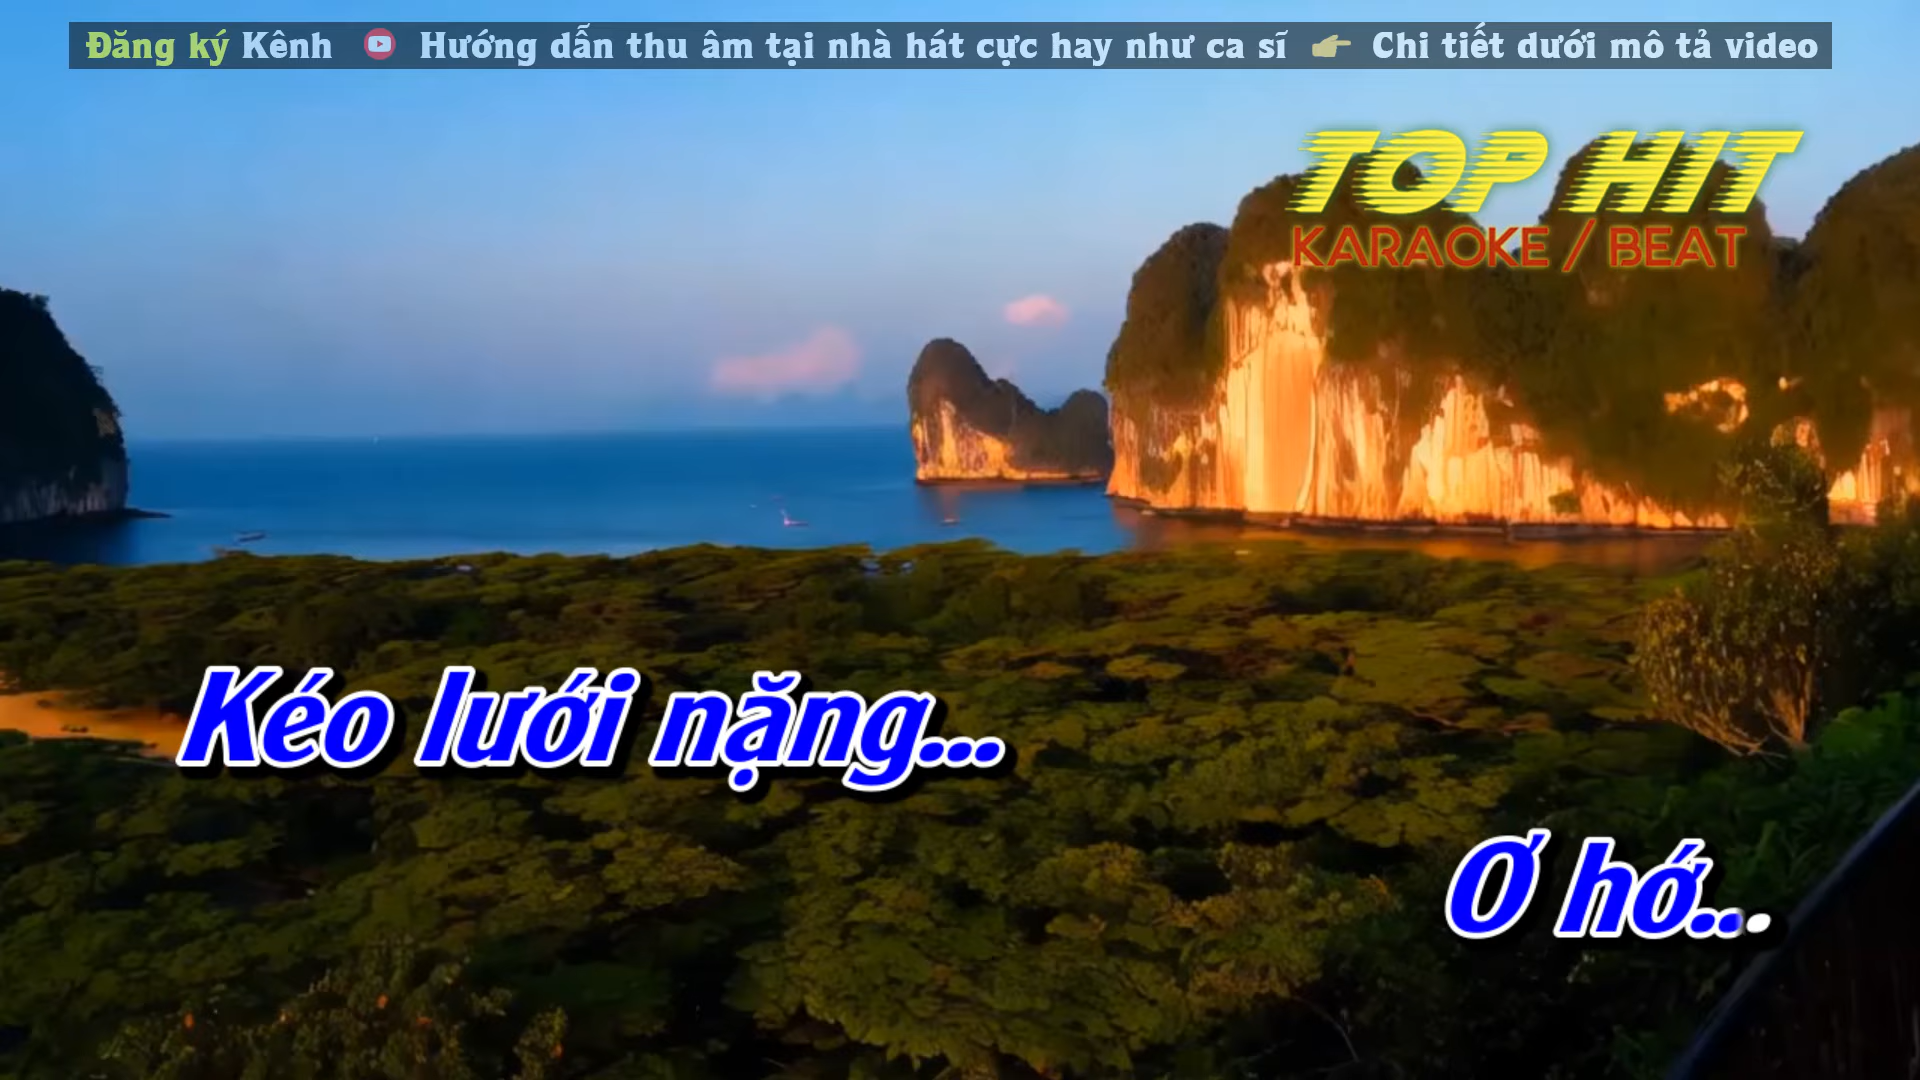 Đăng ký Kênh Hướng dẫn thu âm tại nhà hát cực hay như ca sĩ 👉 Chi tiết dưới mô tả video
TOP HIT
KARAOKE / BEAT
Kéo lưới nặng...
Ơ hớ...